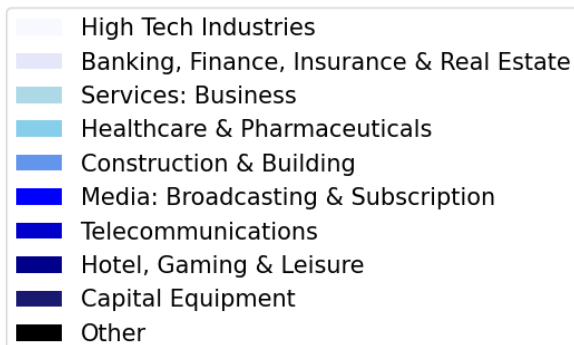 High Tech Industries
Banking, Finance, Insurance & Real Estate
Services: Business
Healthcare & Pharmaceuticals
Construction & Building
Media: Broadcasting & Subscription
Telecommunications
Hotel, Gaming & Leisure
Capital Equipment
Other